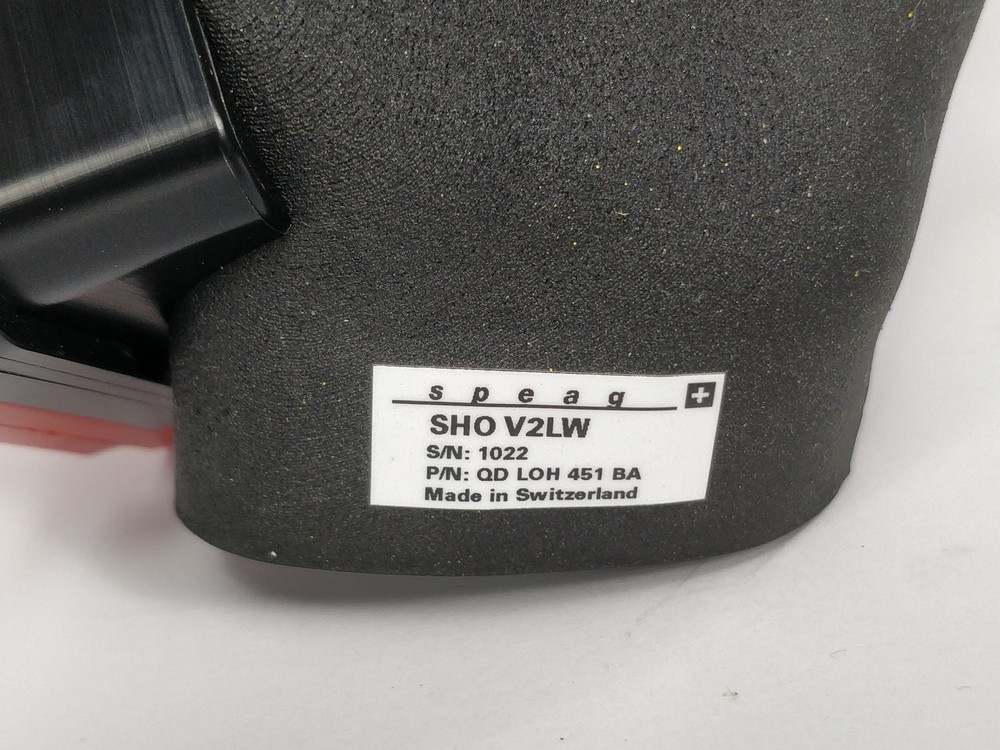 speag
SHO V2LW
S/N: 1022
P/N: QD LOH 451 BA
Made in Switzerland